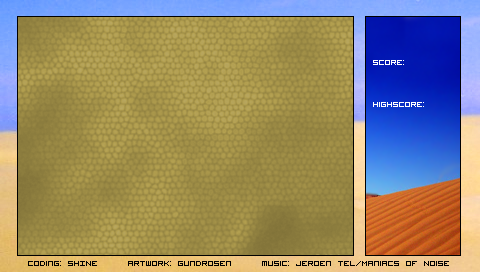 SCORE:
HIGHSCORE:
CODING: SHINE ARTWORK: GUNDROSEN MUSIC: JEROEN TEL/MANIACS OF NOISE